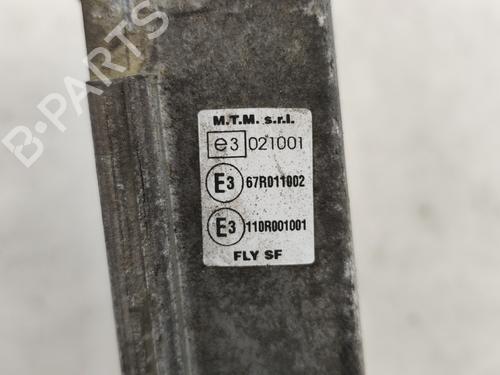 B-PARTS
M.T.M. s.r.l.
e3 021001
E3 67R011002
E3 110R001001
FLY SF